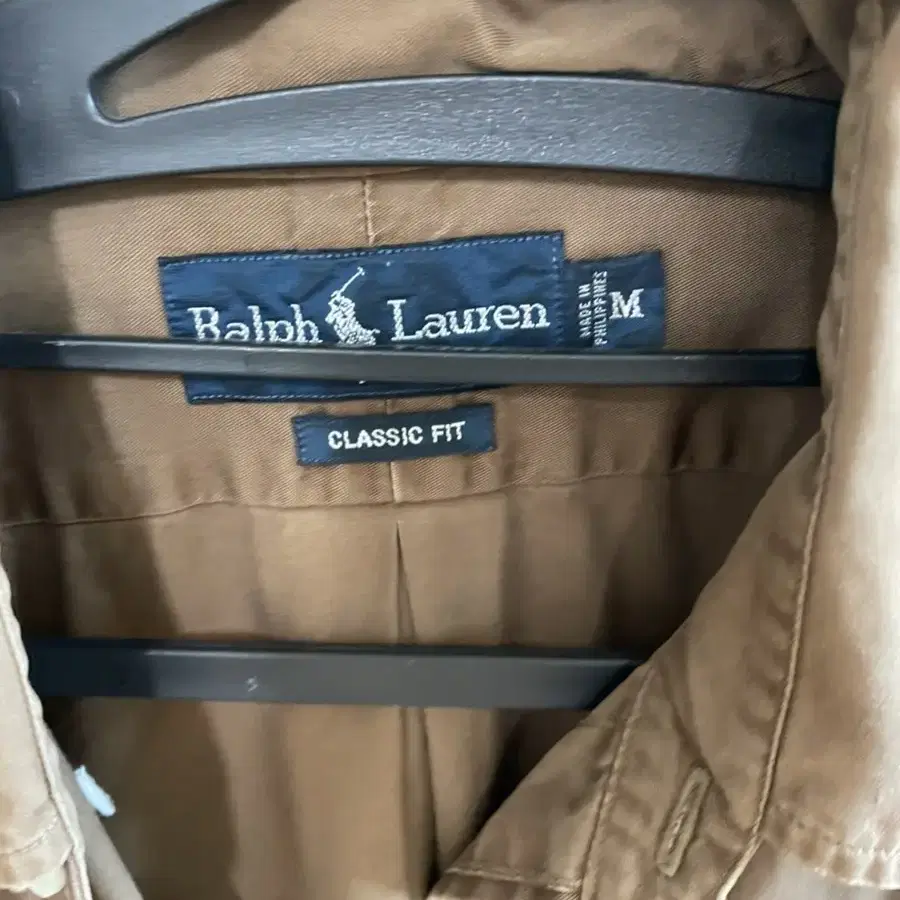 Ralph Lauren
MADE IN
PHILIPPINES
M
CLASSIC FIT